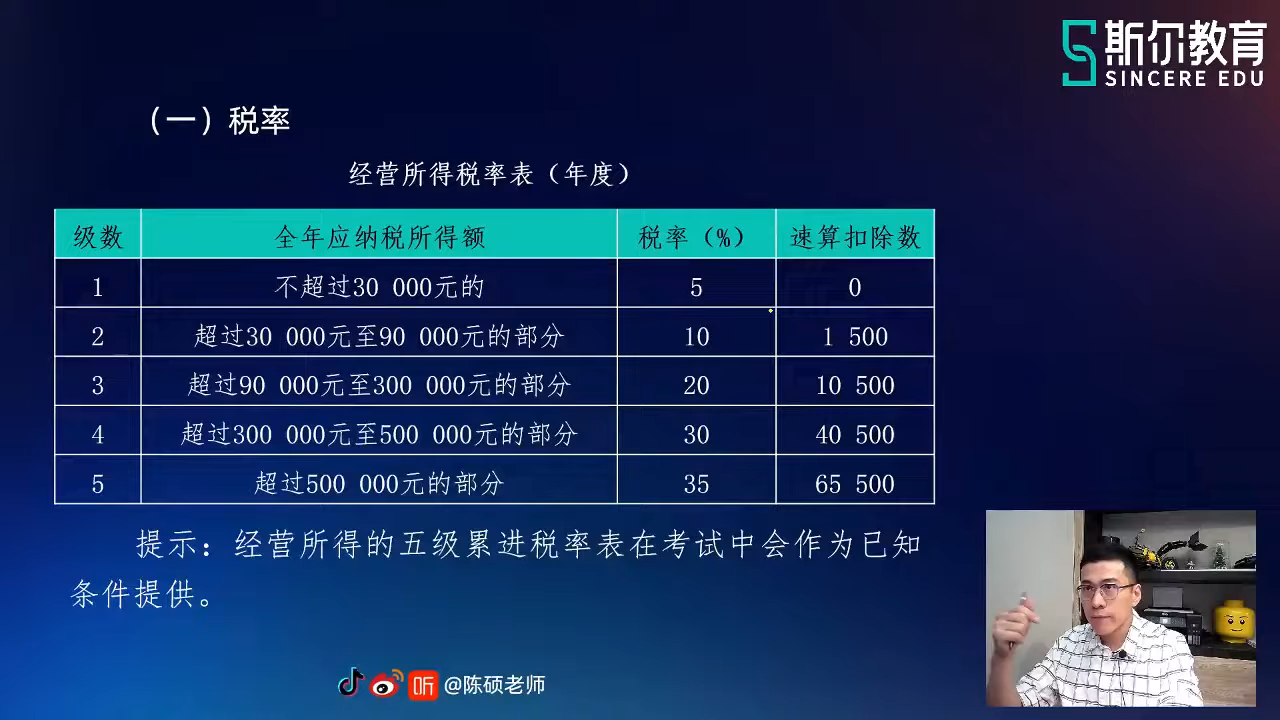 斯尔教育
SINCERE EDU
（一）税率
经营所得税率表（年度）
级数 全年应纳税所得额 税率（%） 速算扣除数
1 不超过30 000元的 5 0
2 超过30 000元至90 000元的部分 10 1 500
3 超过90 000元至300 000元的部分 20 10 500
4 超过300 000元至500 000元的部分 30 40 500
5 超过500 000元的部分 35 65 500
提示：经营所得的五级累进税率表在考试中会作为已知
条件提供。
听 @陈硕老师